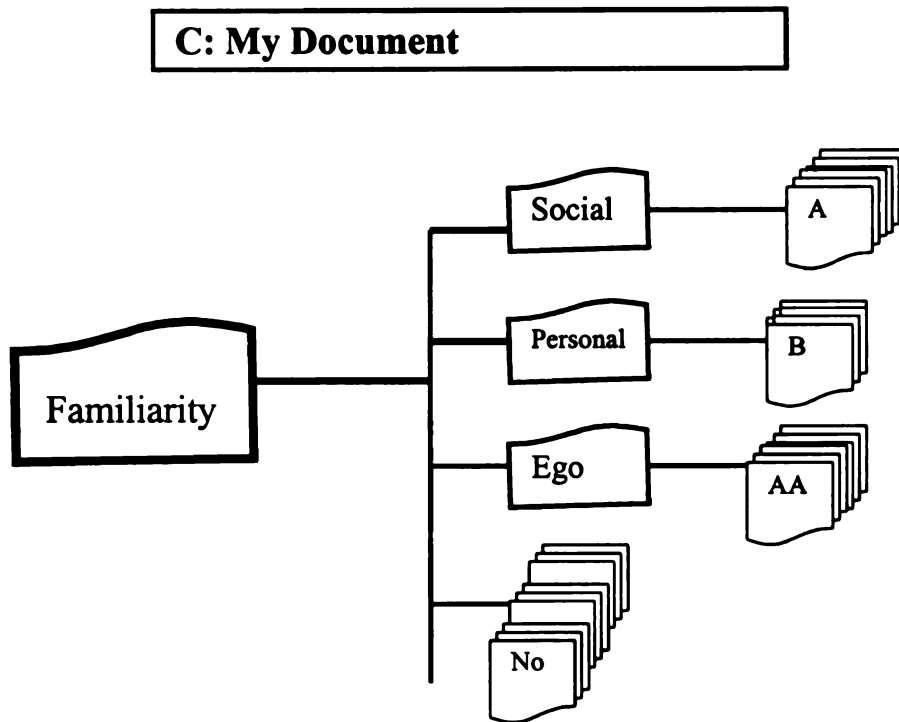 C: My Document
Social
A
Personal
B
Familiarity
Ego
AA
No